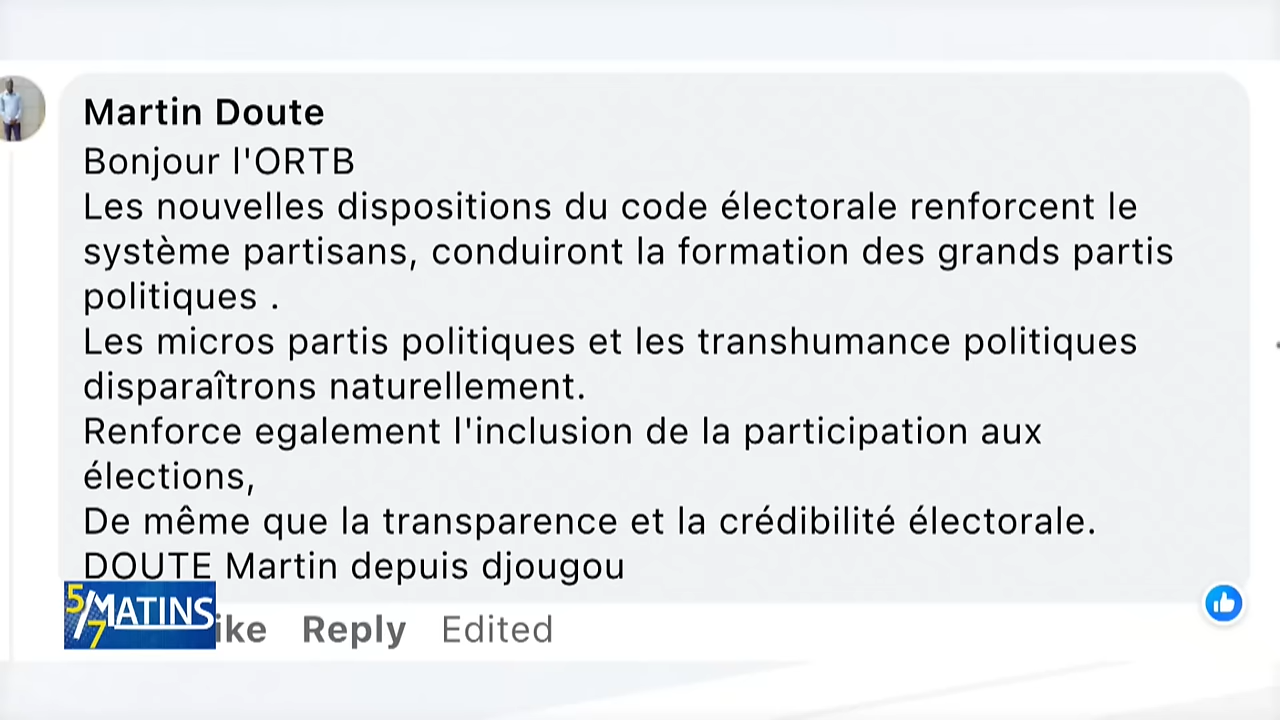 Martin Doute
Bonjour l'ORTB
Les nouvelles dispositions du code électorale renforcent le
système partisans, conduiront la formation des grands partis
politiques .
Les micros partis politiques et les transhumance politiques
disparaîtrons naturellement.
Renforce egalement l'inclusion de la participation aux
élections,
De même que la transparence et la crédibilité électorale.
DOUTE Martin depuis djougou
5/7 MATINS
ike Reply Edited